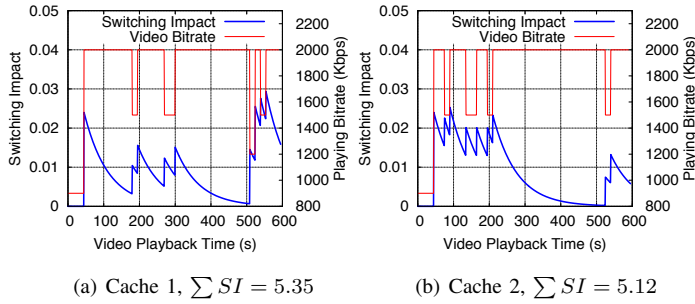 Switching Impact
Video Bitrate
0.05
0.04
0.03
0.02
0.01
0
2200
2000
1800
1600
1400
1200
1000
800
0 100 200 300 400 500 600
Switching Impact
Playing Bitrate (Kbps)
Video Playback Time (s)
(a) Cache 1, ∑ SI = 5.35
Switching Impact
Video Bitrate
0.05
0.04
0.03
0.02
0.01
0
2200
2000
1800
1600
1400
1200
1000
800
0 100 200 300 400 500 600
Switching Impact
Playing Bitrate (Kbps)
Video Playback Time (s)
(b) Cache 2, ∑ SI = 5.12